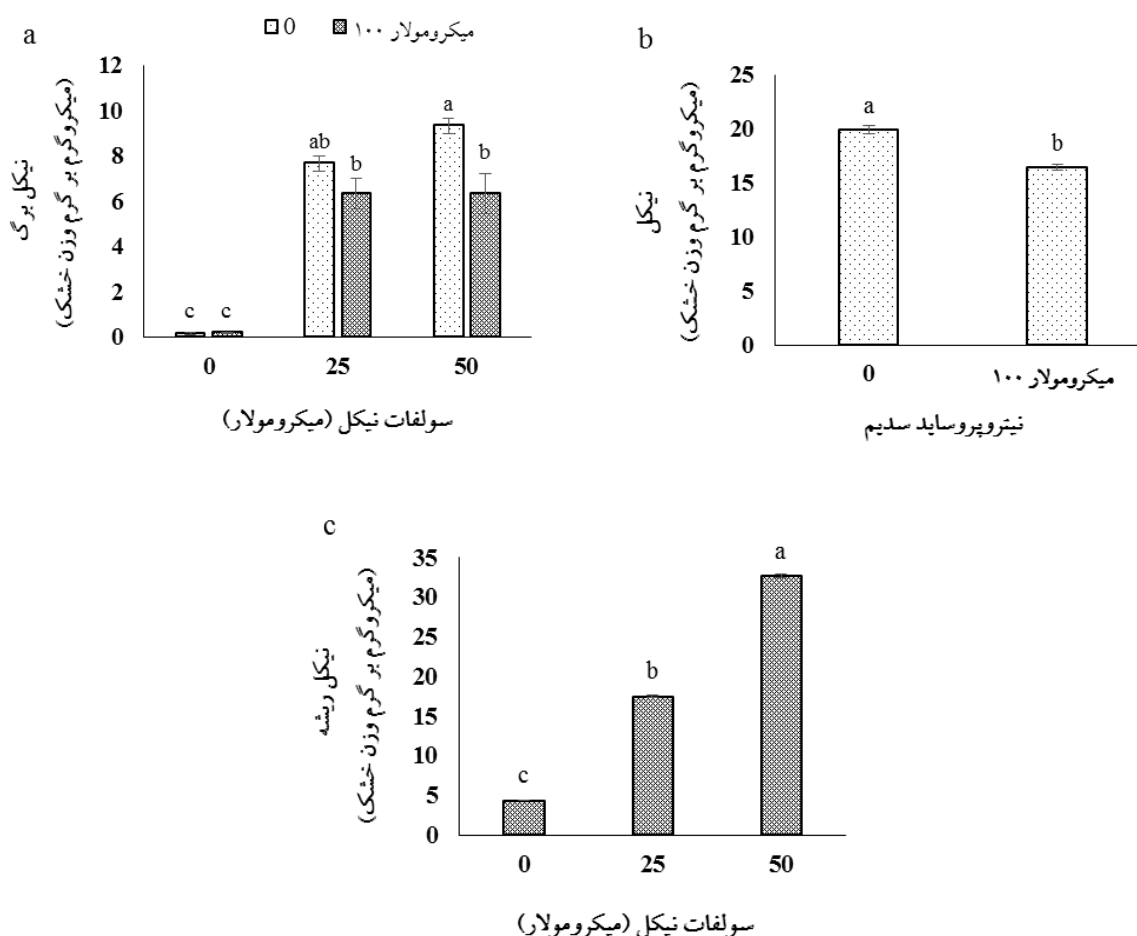 a
0
میکرومولار ۱۰۰
نیکل برگ
(میکروگرم بر گرم وزن خشک)
12
10
8
6
4
2
0
c
c
ab
b
a
b
0
25
50
سولفات نیکل (میکرومولار)
b
نیکل
(میکروگرم بر گرم وزن خشک)
25
20
15
10
5
0
a
b
0
میکرومولار ۱۰۰
نیتروپروساید سدیم
c
نیکل ریشه
(میکروگرم بر گرم وزن خشک)
35
30
25
20
15
10
5
0
c
b
a
0
25
50
سولفات نیکل (میکرومولار)